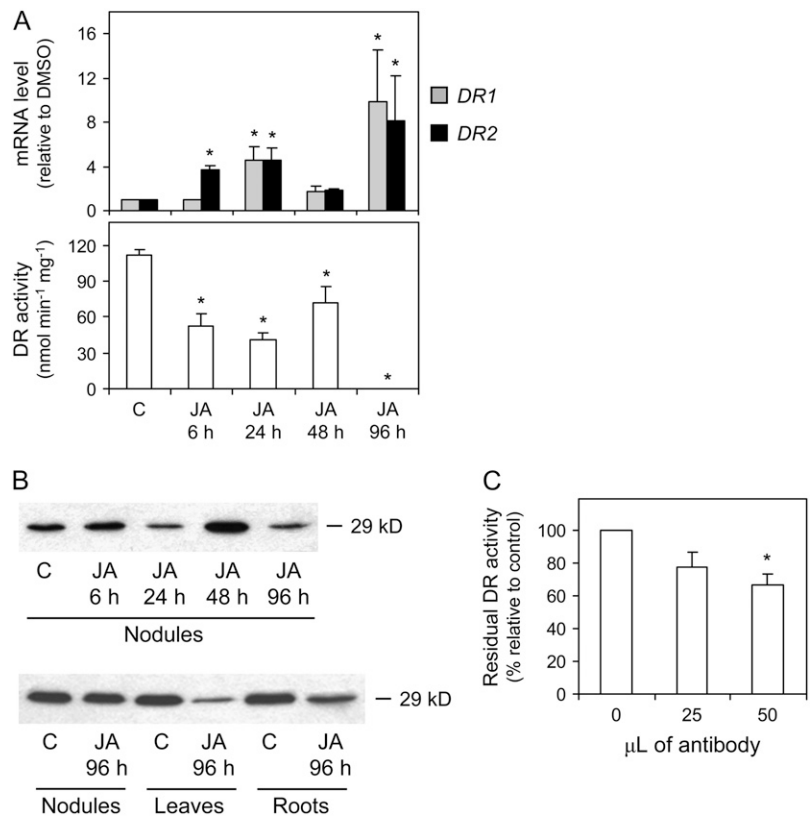 A
mRNA level
(relative to DMSO)
16
12
8
4
0
*
* *
*
*
DR1
DR2
DR activity
(nmol min⁻¹ mg⁻¹)
120
90
60
30
0
*
*
*
*
C JA JA JA JA
6 h 24 h 48 h 96 h
B
29 kD
C JA JA JA JA
6 h 24 h 48 h 96 h
Nodules
29 kD
C JA C JA C JA
96 h 96 h 96 h
Nodules Leaves Roots
C
Residual DR activity
(% relative to control)
100
80
60
40
20
0
*
0 25 50
μL of antibody